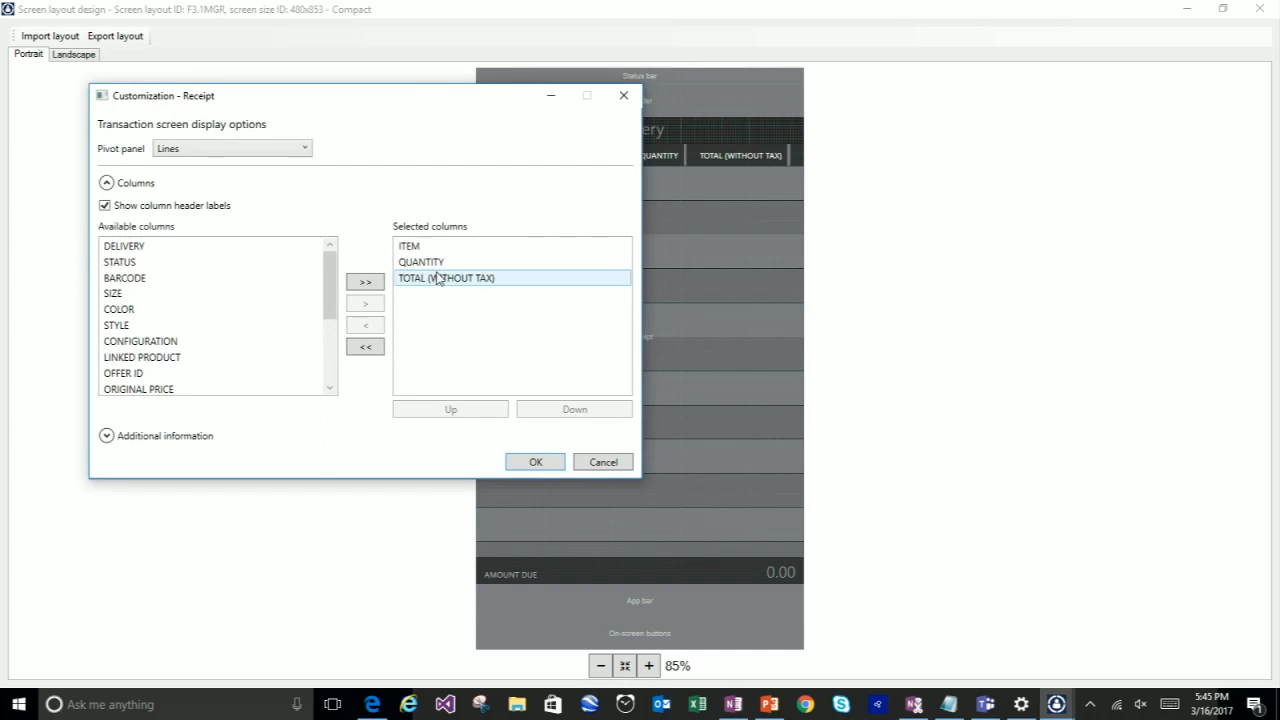 Screen layout design - Screen layout ID: F3.1MGR, screen size ID: 480x853 - Compact
Import layout Export layout
Portrait Landscape
Status bar
Customization - Receipt
Transaction screen display options
Pivot panel Lines
QUANTITY TOTAL (WITHOUT TAX)
Columns
Show column header labels
Available columns
DELIVERY
STATUS
BARCODE
SIZE
COLOR
STYLE
CONFIGURATION
LINKED PRODUCT
OFFER ID
ORIGINAL PRICE
>>
>
<
<<
Selected columns
ITEM
QUANTITY
TOTAL (WITHOUT TAX)
Up Down
Additional information
OK Cancel
AMOUNT DUE 0.00
App bar
On-screen buttons
85%
Ask me anything
5:45 PM
3/16/2017